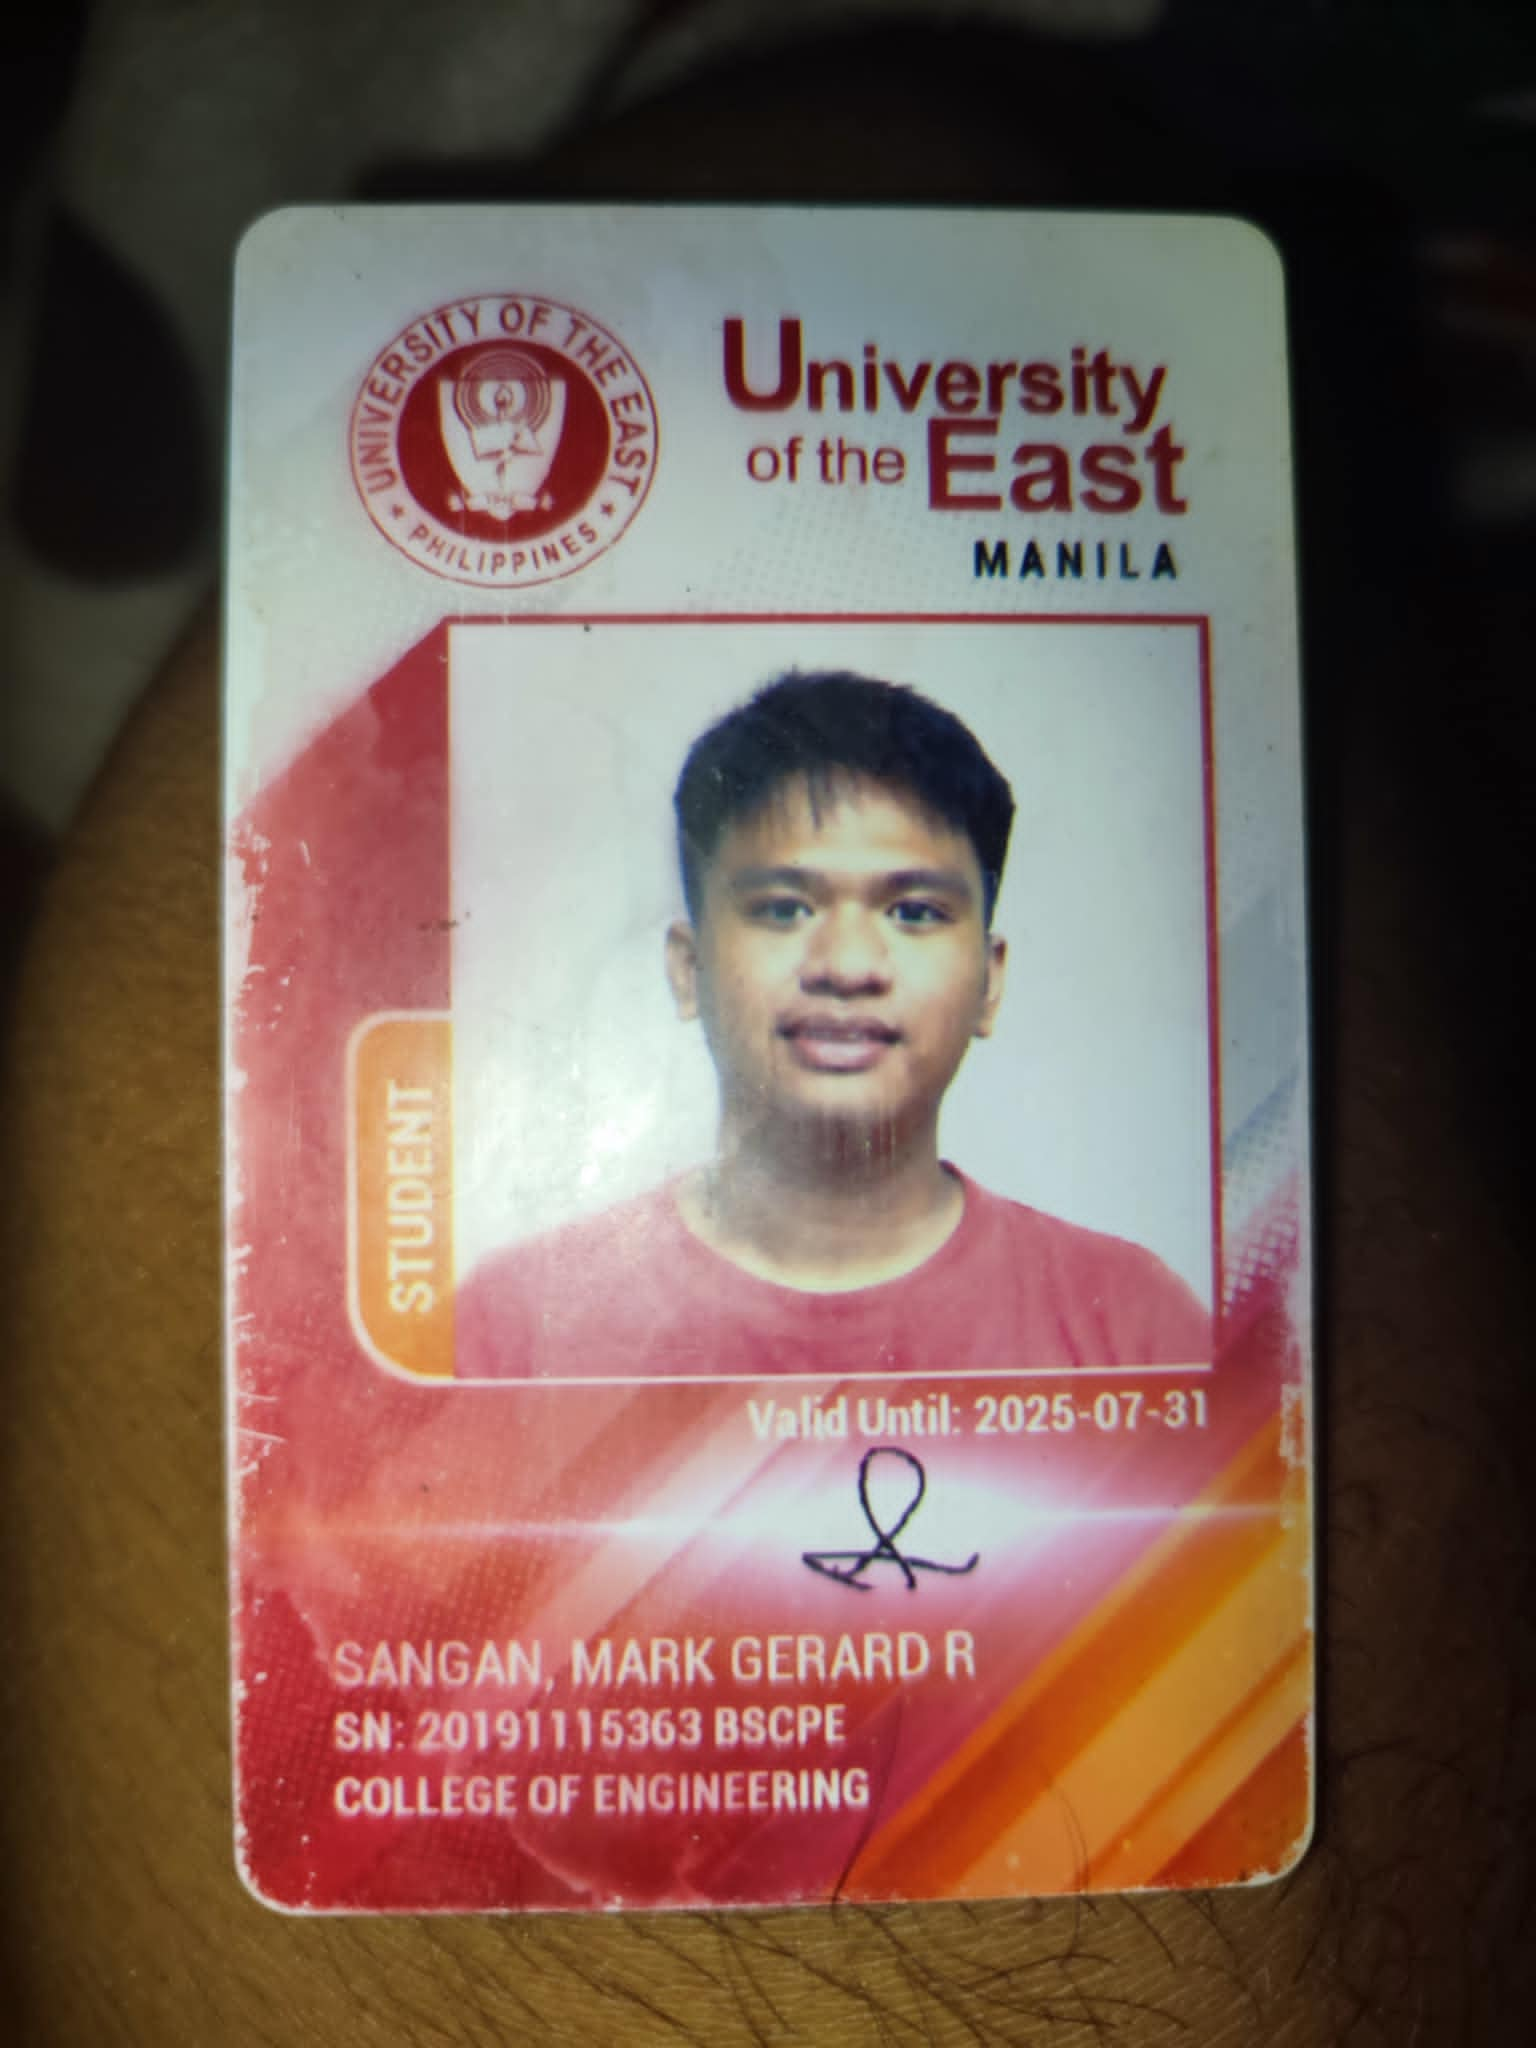 UNIVERSITY OF THE EAST
PHILIPPINES
University
of the East
MANILA
STUDENT
Valid Until: 2025-07-31
SANGAN, MARK GERARD R
SN: 20191115363 BSCPE
COLLEGE OF ENGINEERING